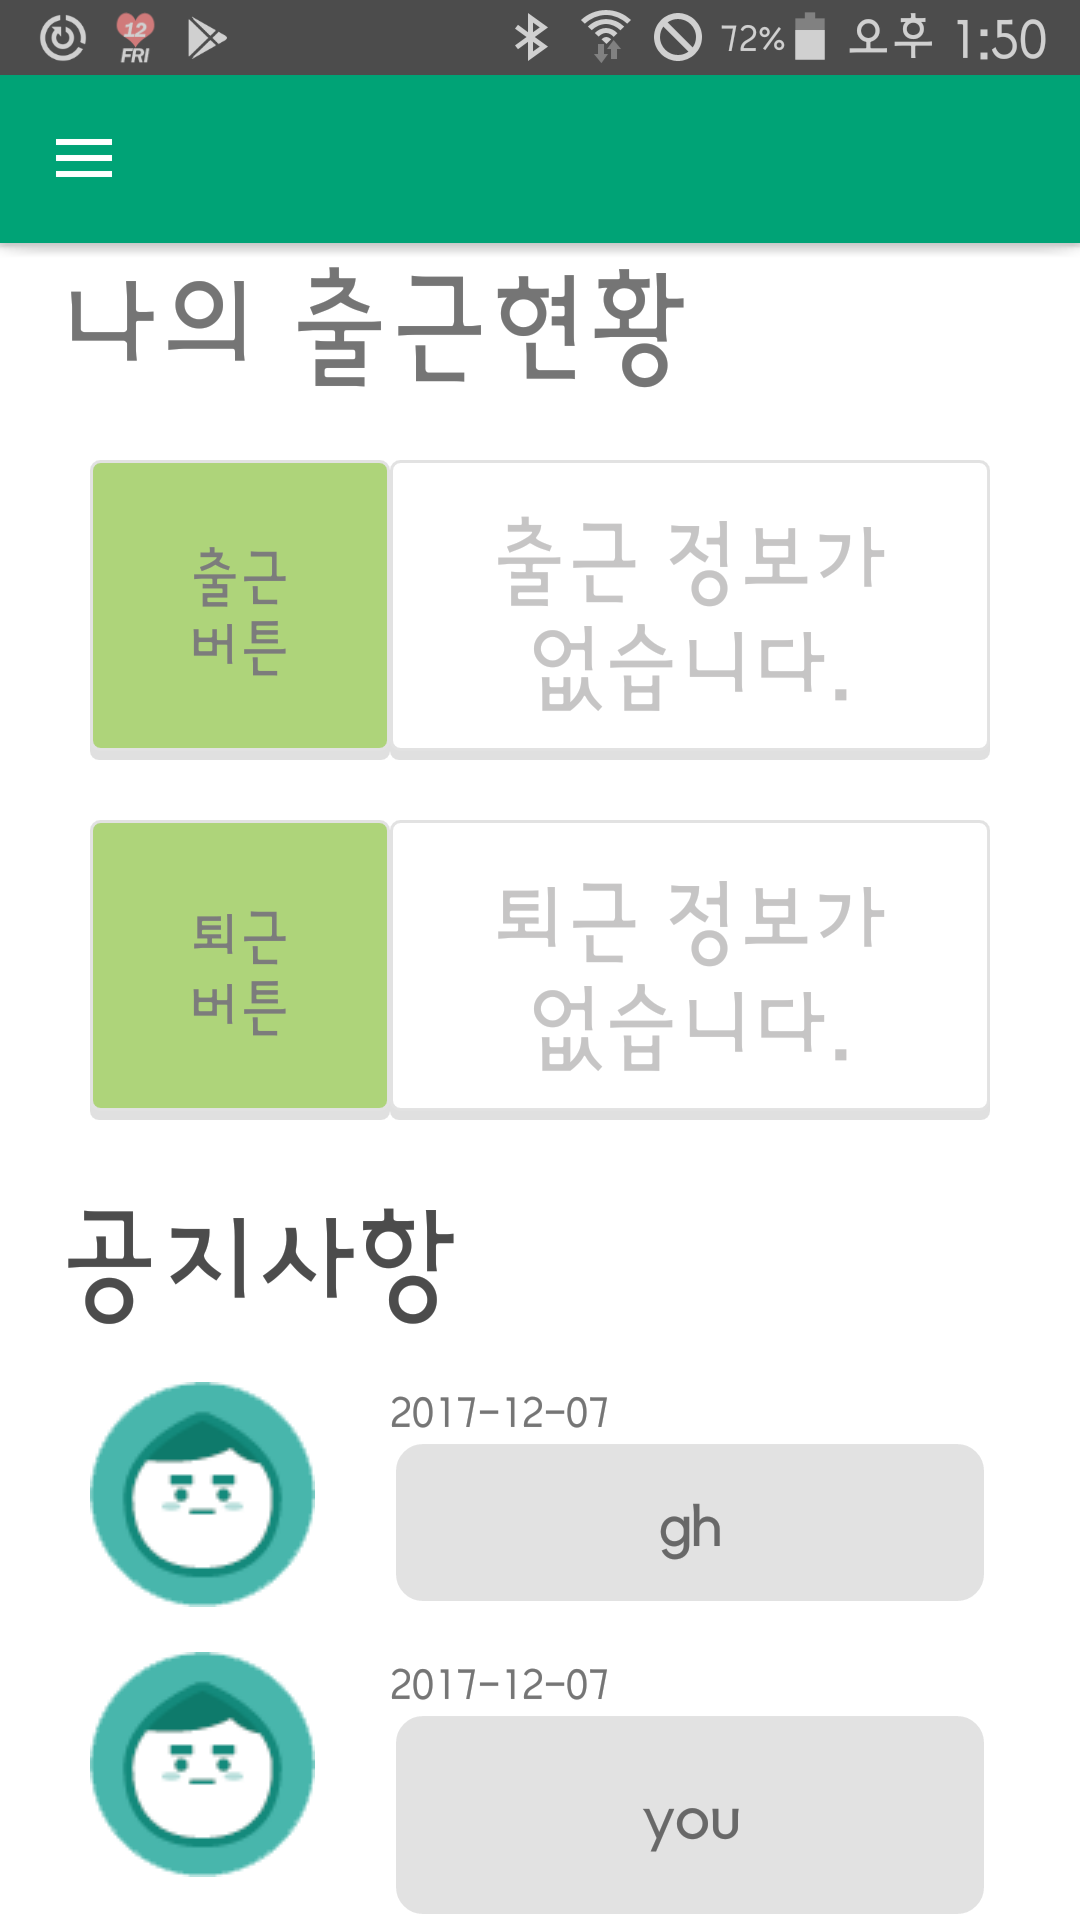 12
FRI
72% 오후 1:50
나의 출근현황
출근
버튼
출근 정보가
없습니다.
퇴근
버튼
퇴근 정보가
없습니다.
공지사항
2017-12-07
gh
2017-12-07
you